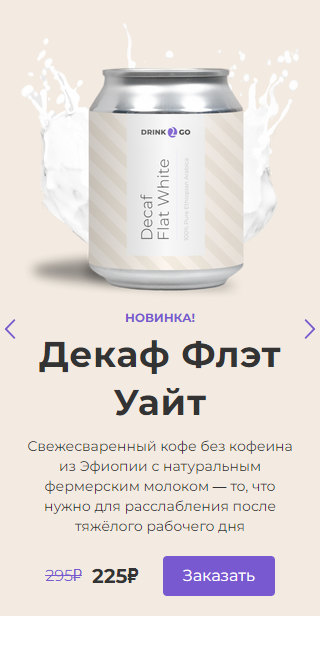 DRINK 2 GO
Decaf
Flat White
100% Pure Ethiopian Arabica
НОВИНКА!
Декаф Флэт
Уайт
Свежесваренный кофе без кофеина
из Эфиопии с натуральным
фермерским молоком — то, что
нужно для расслабления после
тяжёлого рабочего дня
295₽ 225₽ Заказать